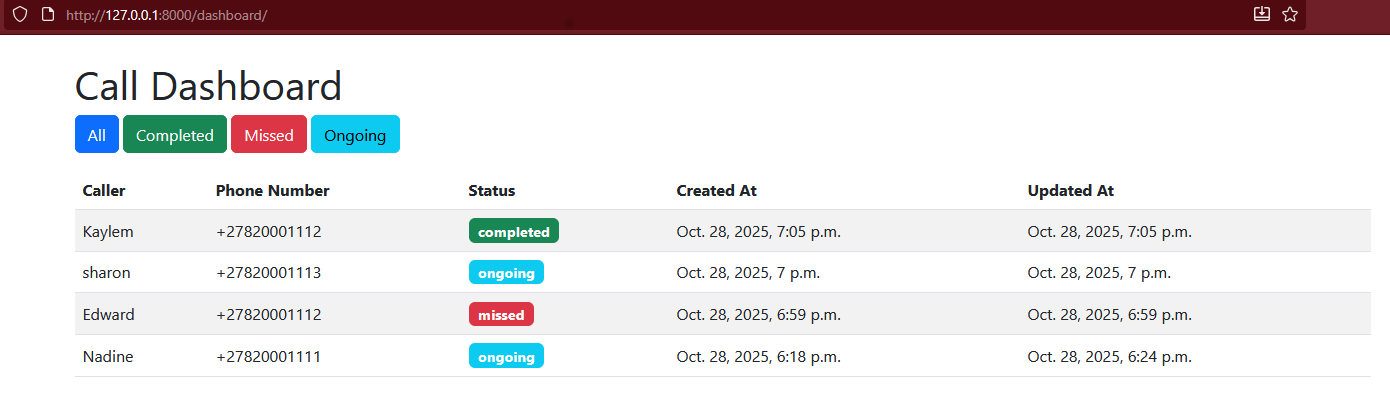 http://127.0.0.1:8000/dashboard/
Call Dashboard
All Completed Missed Ongoing
Caller Phone Number Status Created At Updated At
Kaylem +27820001112 completed Oct. 28, 2025, 7:05 p.m. Oct. 28, 2025, 7:05 p.m.
sharon +27820001113 ongoing Oct. 28, 2025, 7 p.m. Oct. 28, 2025, 7 p.m.
Edward +27820001112 missed Oct. 28, 2025, 6:59 p.m. Oct. 28, 2025, 6:59 p.m.
Nadine +27820001111 ongoing Oct. 28, 2025, 6:18 p.m. Oct. 28, 2025, 6:24 p.m.